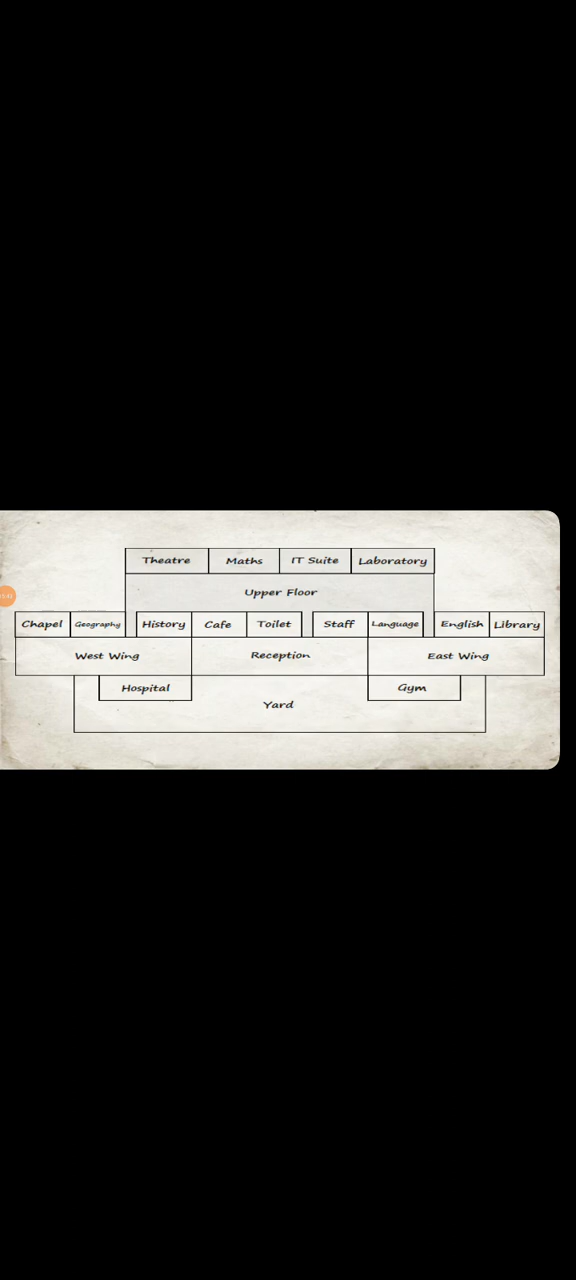 Theatre Maths IT Suite Laboratory
Upper Floor
Chapel Geography History Cafe Toilet Staff Language English Library
West Wing Reception East Wing
Hospital Gym
Yard